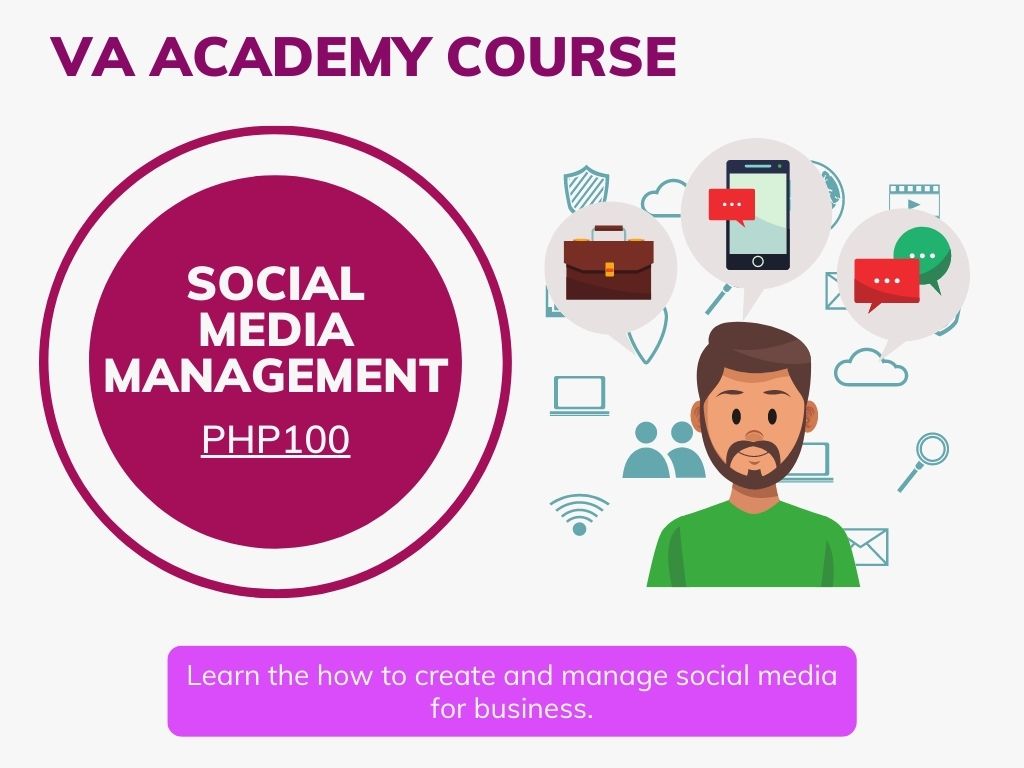 VA ACADEMY COURSE
SOCIAL
MEDIA
MANAGEMENT
PHP100
Learn the how to create and manage social media
for business.